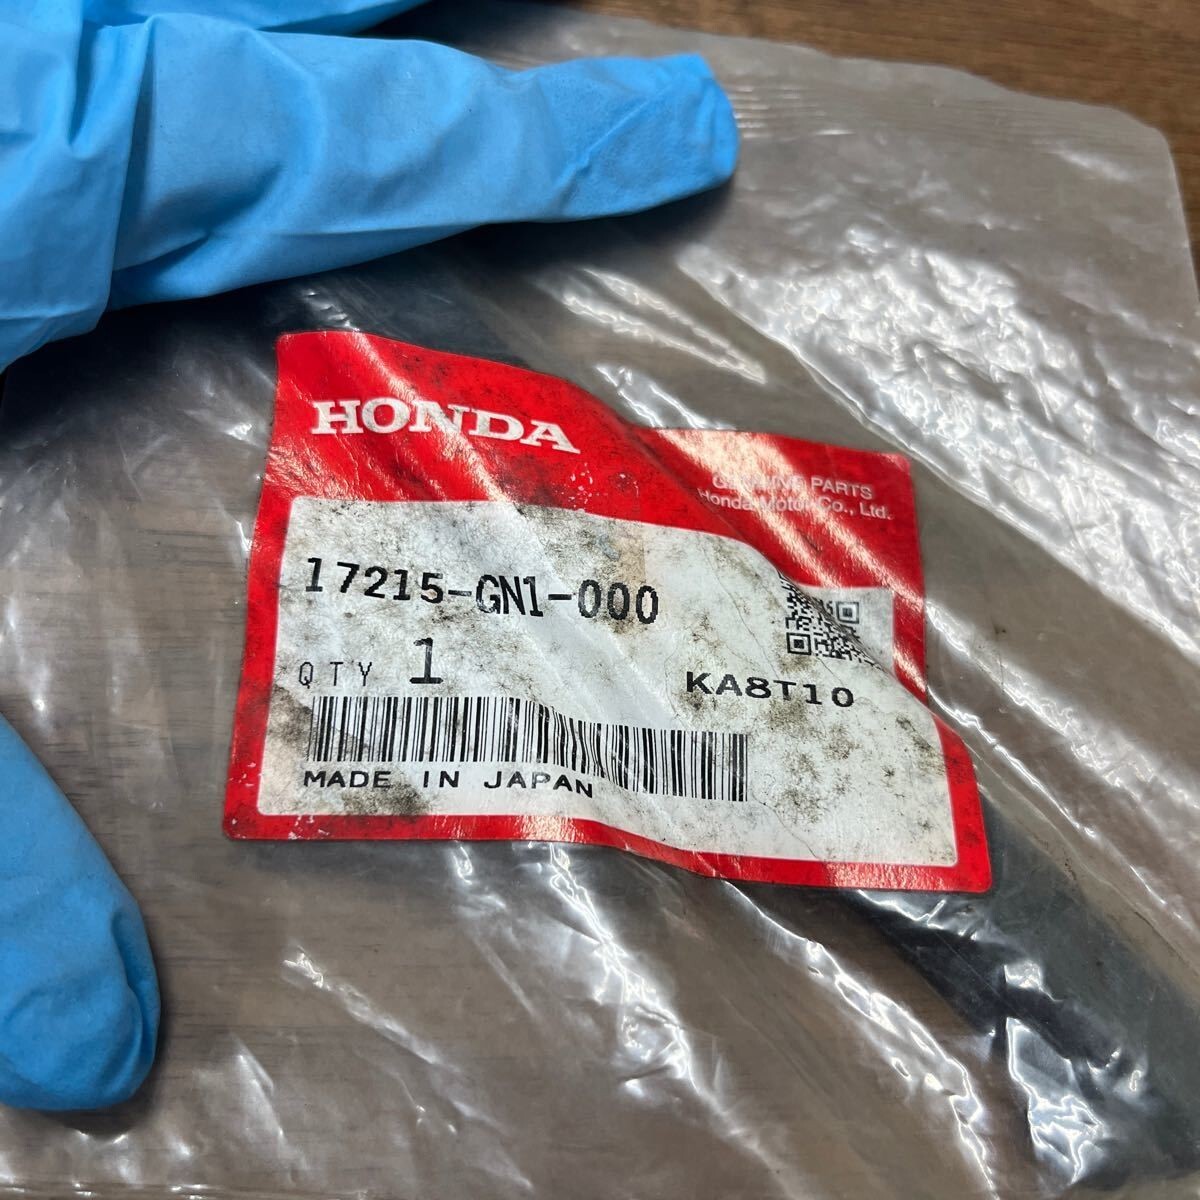 HONDA
GENUINE PARTS
Honda Motor Co., Ltd.
17215-GN1-000
QTY 1
KA8T10
MADE IN JAPAN